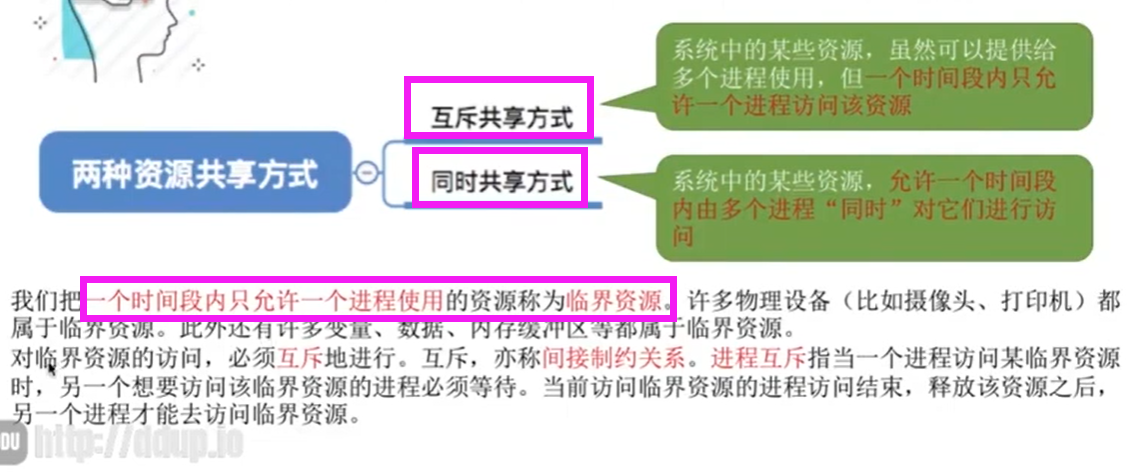 系统中的某些资源，虽然可以提供给
多个进程使用，但一个时间段内只允
许一个进程访问该资源
互斥共享方式
两种资源共享方式
同时共享方式
系统中的某些资源，允许一个时间段
内由多个进程“同时”对它们进行访
问
我们把一个时间段内只允许一个进程使用的资源称为临界资源。许多物理设备（比如摄像头、打印机）都
属于临界资源。此外还有许多变量、数据、内存缓冲区等都属于临界资源。
对临界资源的访问，必须互斥地进行。互斥，亦称间接制约关系。进程互斥指当一个进程访问某临界资源
时，另一个想要访问该临界资源的进程必须等待。当前访问临界资源的进程访问结束，释放该资源之后，
另一个进程才能去访问临界资源。
DU http://ddup.io